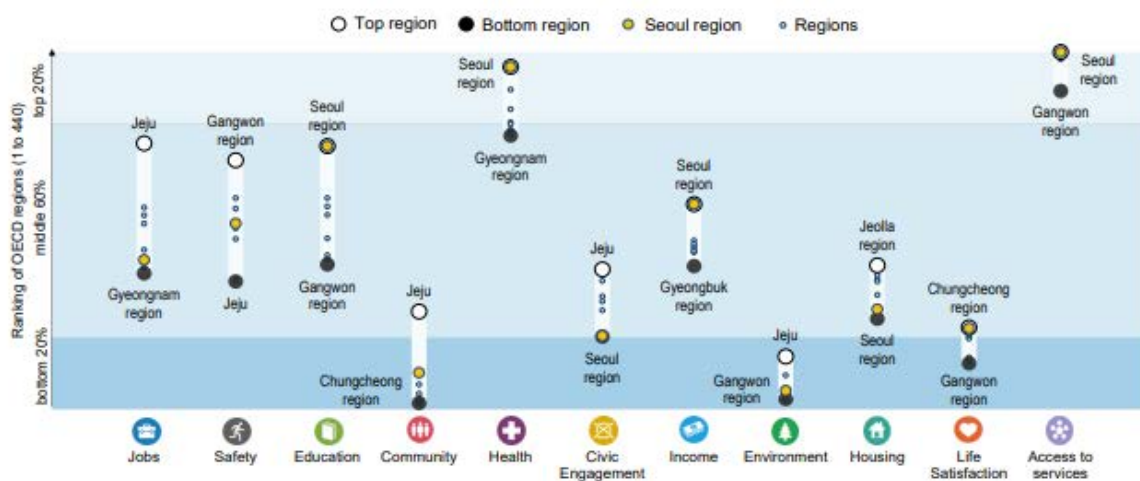 Top region
Bottom region
Seoul region
Regions
Ranking of OECD regions (1 to 440)
top 20%
middle 60%
bottom 20%
Jeju
Gyeongnam
region
Gangwon
region
Jeju
Seoul
region
Gangwon
region
Jeju
Chungcheong
region
Seoul
region
Gyeongnam
region
Jeju
Seoul
region
Seoul
region
Gyeongbuk
region
Jeju
Gangwon
region
Jeolla
region
Seoul
region
Chungcheong
region
Gangwon
region
Seoul
region
Gangwon
region
Jobs
Safety
Education
Community
Health
Civic
Engagement
Income
Environment
Housing
Life
Satisfaction
Access to
services